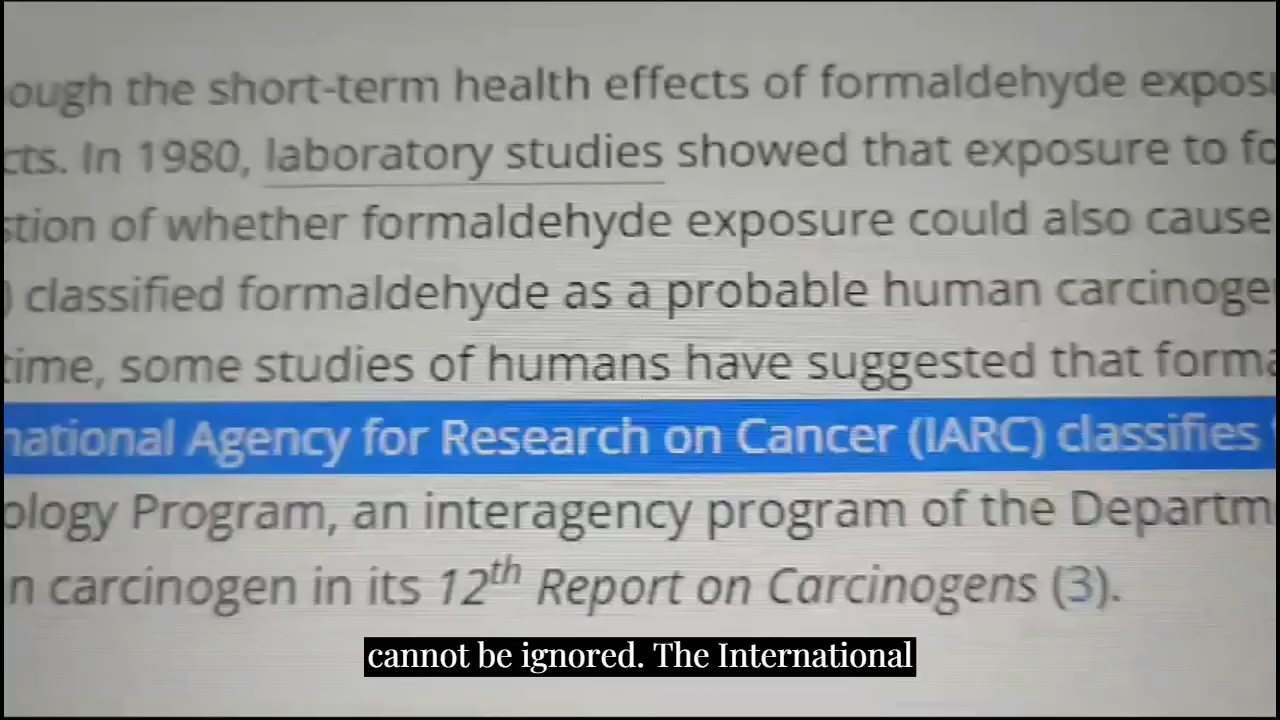 ough the short-term health effects of formaldehyde expos
cts. In 1980, laboratory studies showed that exposure to fo
stion of whether formaldehyde exposure could also cause
) classified formaldehyde as a probable human carcinoge
time, some studies of humans have suggested that forma
national Agency for Research on Cancer (IARC) classifies
ology Program, an interagency program of the Departm
n carcinogen in its 12th Report on Carcinogens (3).
cannot be ignored. The International